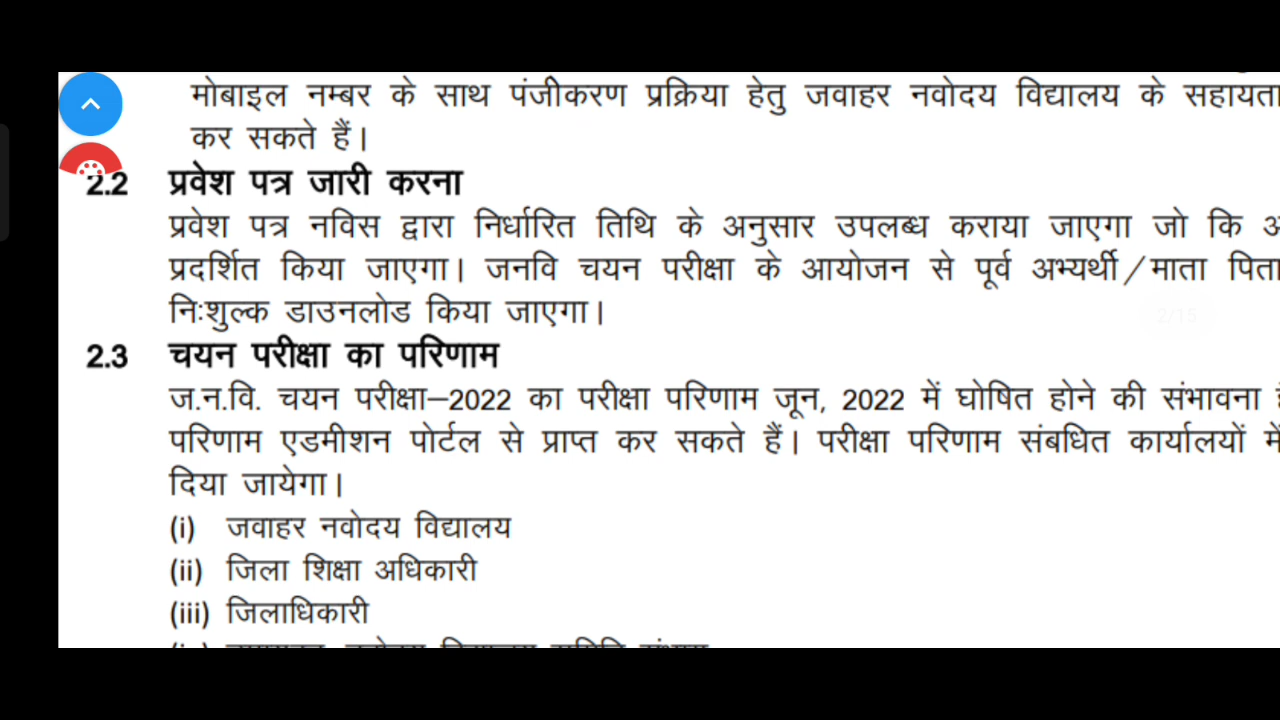 मोबाइल नम्बर के साथ पंजीकरण प्रक्रिया हेतु जवाहर नवोदय विद्यालय के सहायता
कर सकते हैं।
2.2 प्रवेश पत्र जारी करना
प्रवेश पत्र नविस द्वारा निर्धारित तिथि के अनुसार उपलब्ध कराया जाएगा जो कि
प्रदर्शित किया जाएगा। जनवि चयन परीक्षा के आयोजन से पूर्व अभ्यर्थी/माता पिता
निःशुल्क डाउनलोड किया जाएगा।
2/15
2.3 चयन परीक्षा का परिणाम
ज.न.वि. चयन परीक्षा–2022 का परीक्षा परिणाम जून, 2022 में घोषित होने की संभावना
परिणाम एडमीशन पोर्टल से प्राप्त कर सकते हैं। परीक्षा परिणाम संबधित कार्यालयों में
दिया जायेगा।
(i) जवाहर नवोदय विद्यालय
(ii) जिला शिक्षा अधिकारी
(iii) जिलाधिकारी